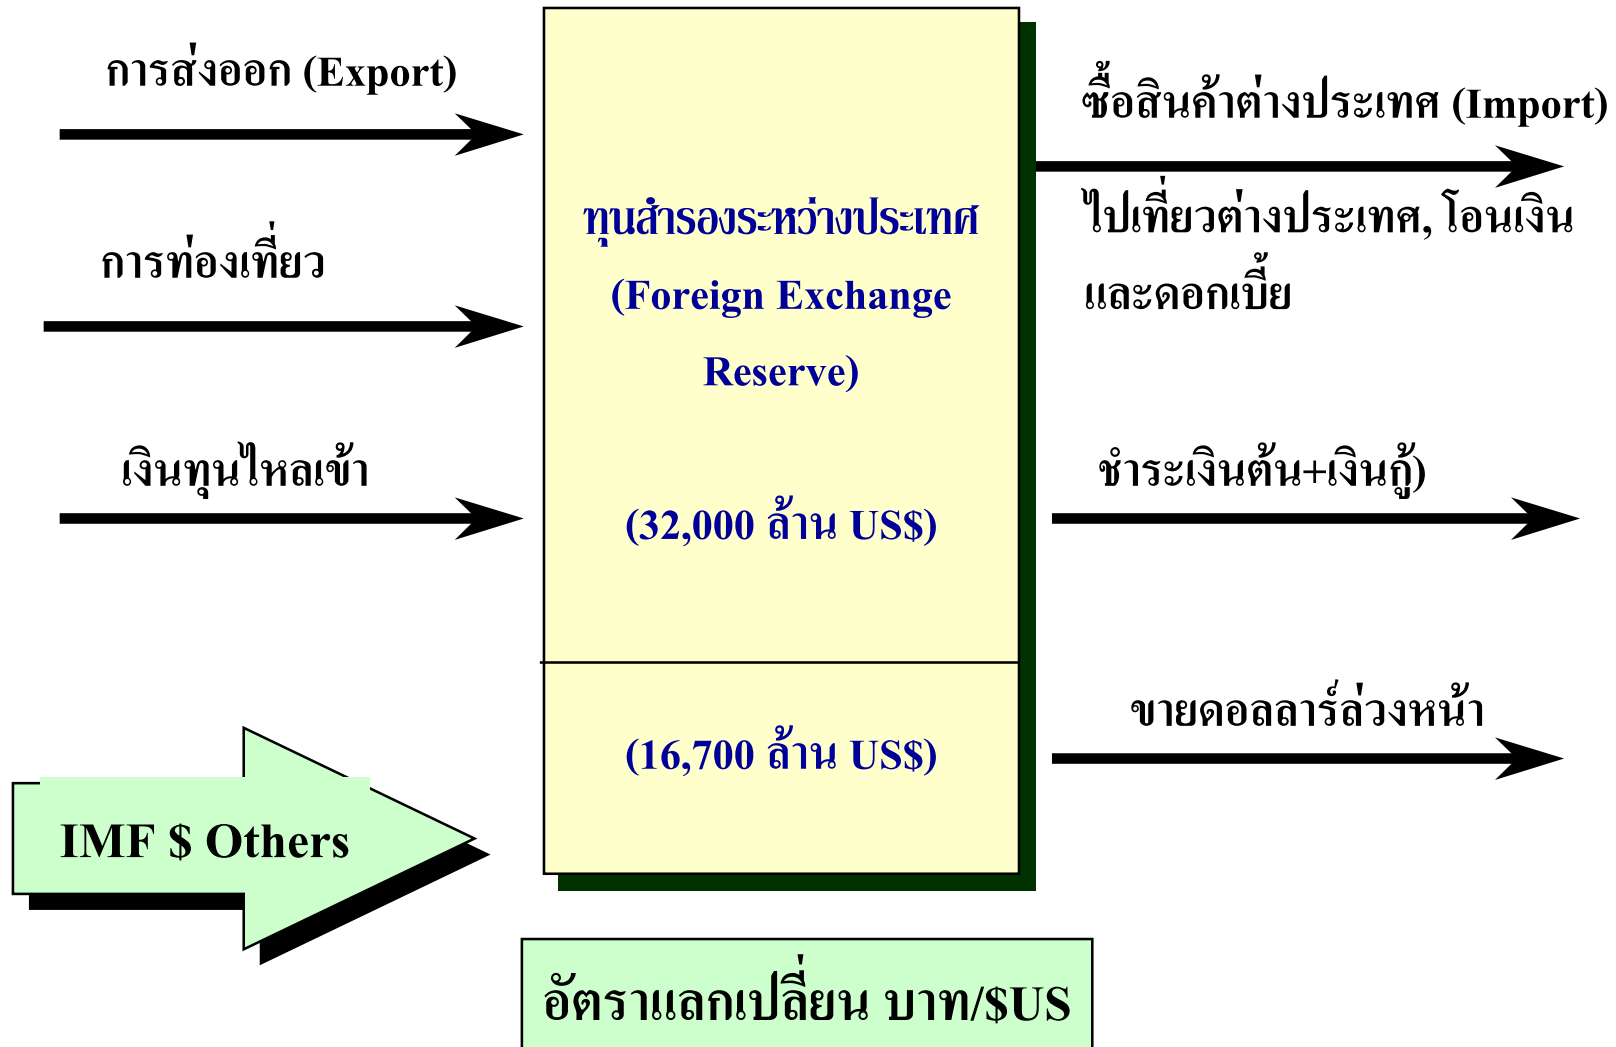 การส่งออก (Export)
การท่องเที่ยว
เงินทุนไหลเข้า
IMF $ Others
ทุนสำรองระหว่างประเทศ
(Foreign Exchange
Reserve)
(32,000 ล้าน US$)
(16,700 ล้าน US$)
ซื้อสินค้าต่างประเทศ (Import)
ไปเที่ยวต่างประเทศ, โอนเงิน
และดอกเบี้ย
ชำระเงินต้น+เงินกู้)
ขายดอลลาร์ล่วงหน้า
อัตราแลกเปลี่ยน บาท/$US